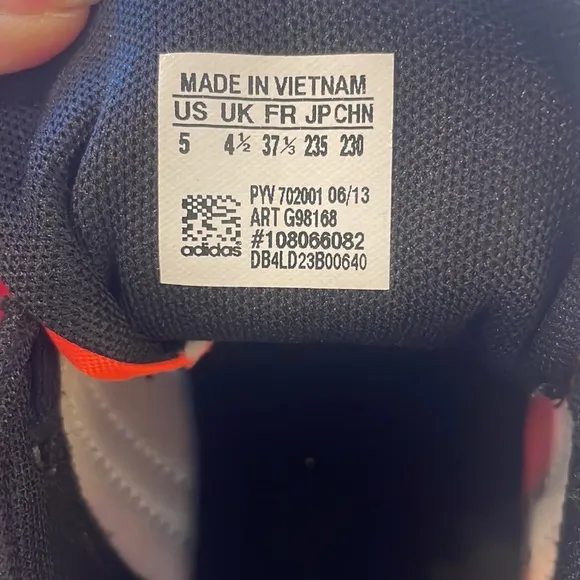 MADE IN VIETNAM
US UK FR JP CHN
5 4½ 37⅓ 235 230
PYV 702001 06/13
ART G98168
#108066082
adidas
DB4LD23B00640